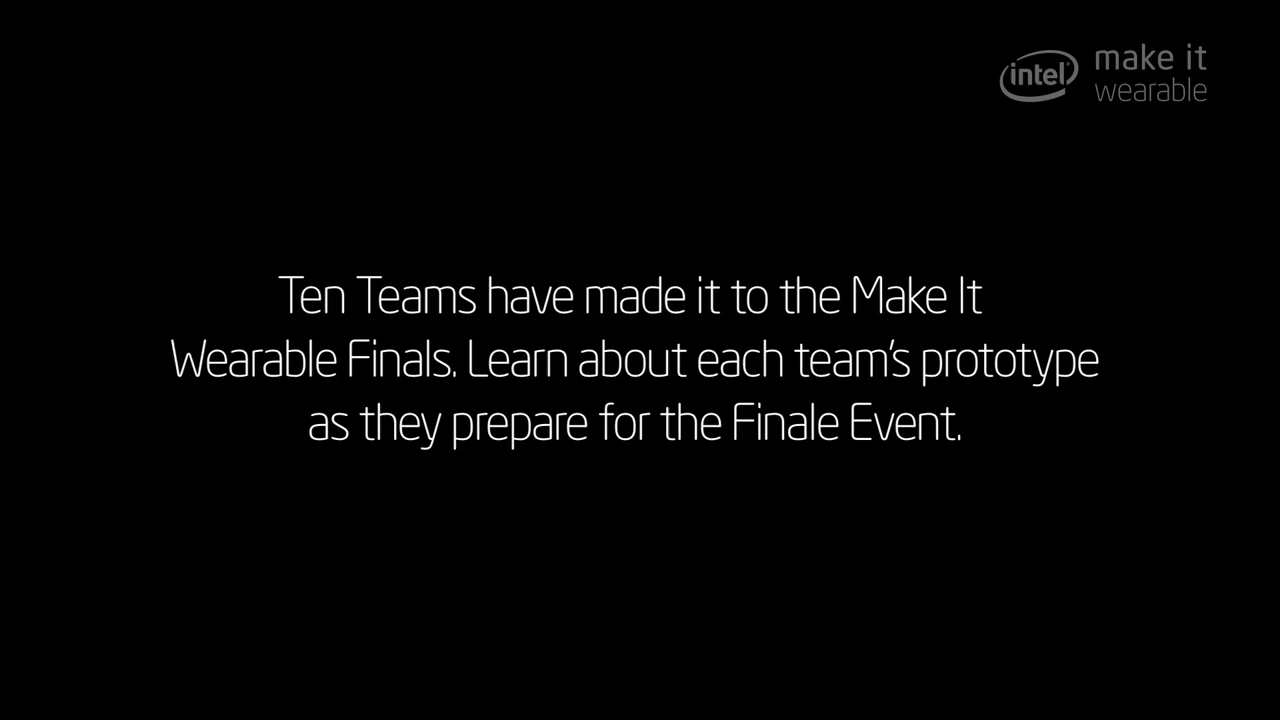 intel make it
wearable
Ten Teams have made it to the Make It
Wearable Finals. Learn about each team's prototype
as they prepare for the Finale Event.